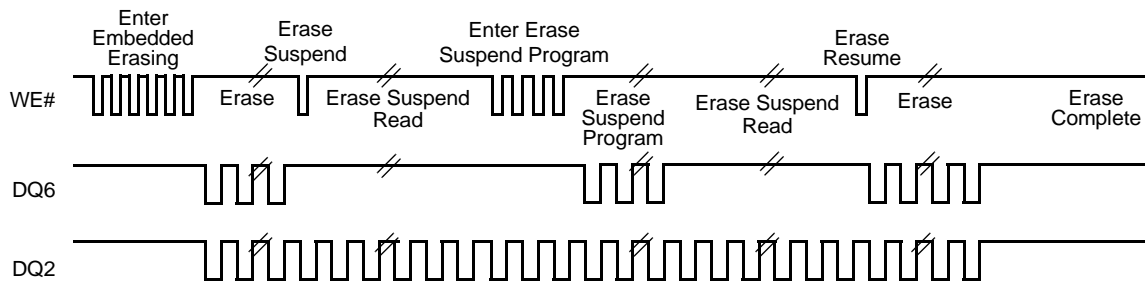 Enter
Embedded
Erasing
Erase
Suspend
Enter Erase
Suspend Program
Erase
Resume
WE#
Erase
Erase Suspend
Read
Erase
Suspend
Program
Erase Suspend
Read
Erase
Erase
Complete
DQ6
DQ2